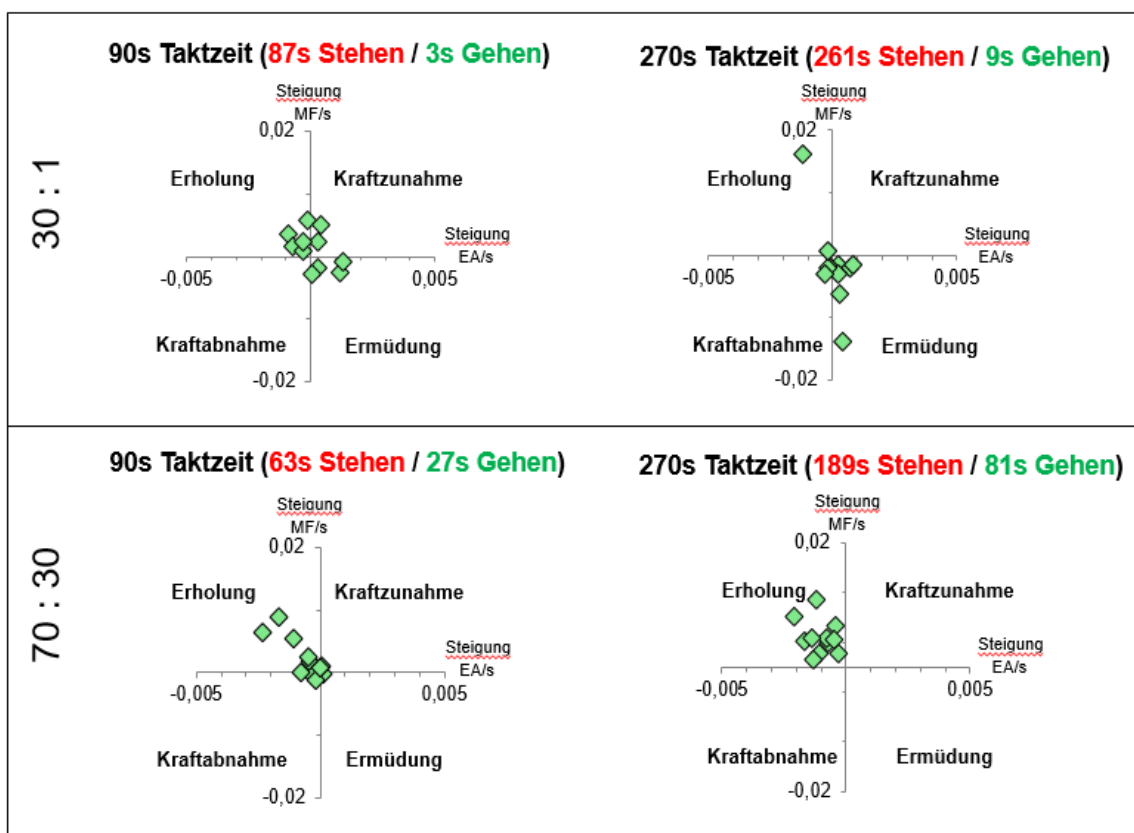 30 : 1
90s Taktzeit (87s Stehen / 3s Gehen)
Steigung
MF/s
0,02
Erholung
Kraftzunahme
Steigung
EA/s
-0,005
0,005
Kraftabnahme
Ermüdung
-0,02
270s Taktzeit (261s Stehen / 9s Gehen)
Steigung
MF/s
0,02
Erholung
Kraftzunahme
Steigung
EA/s
-0,005
0,005
Kraftabnahme
Ermüdung
-0,02
70 : 30
90s Taktzeit (63s Stehen / 27s Gehen)
Steigung
MF/s
0,02
Erholung
Kraftzunahme
Steigung
EA/s
-0,005
0,005
Kraftabnahme
Ermüdung
-0,02
270s Taktzeit (189s Stehen / 81s Gehen)
Steigung
MF/s
0,02
Erholung
Kraftzunahme
Steigung
EA/s
-0,005
0,005
Kraftabnahme
Ermüdung
-0,02